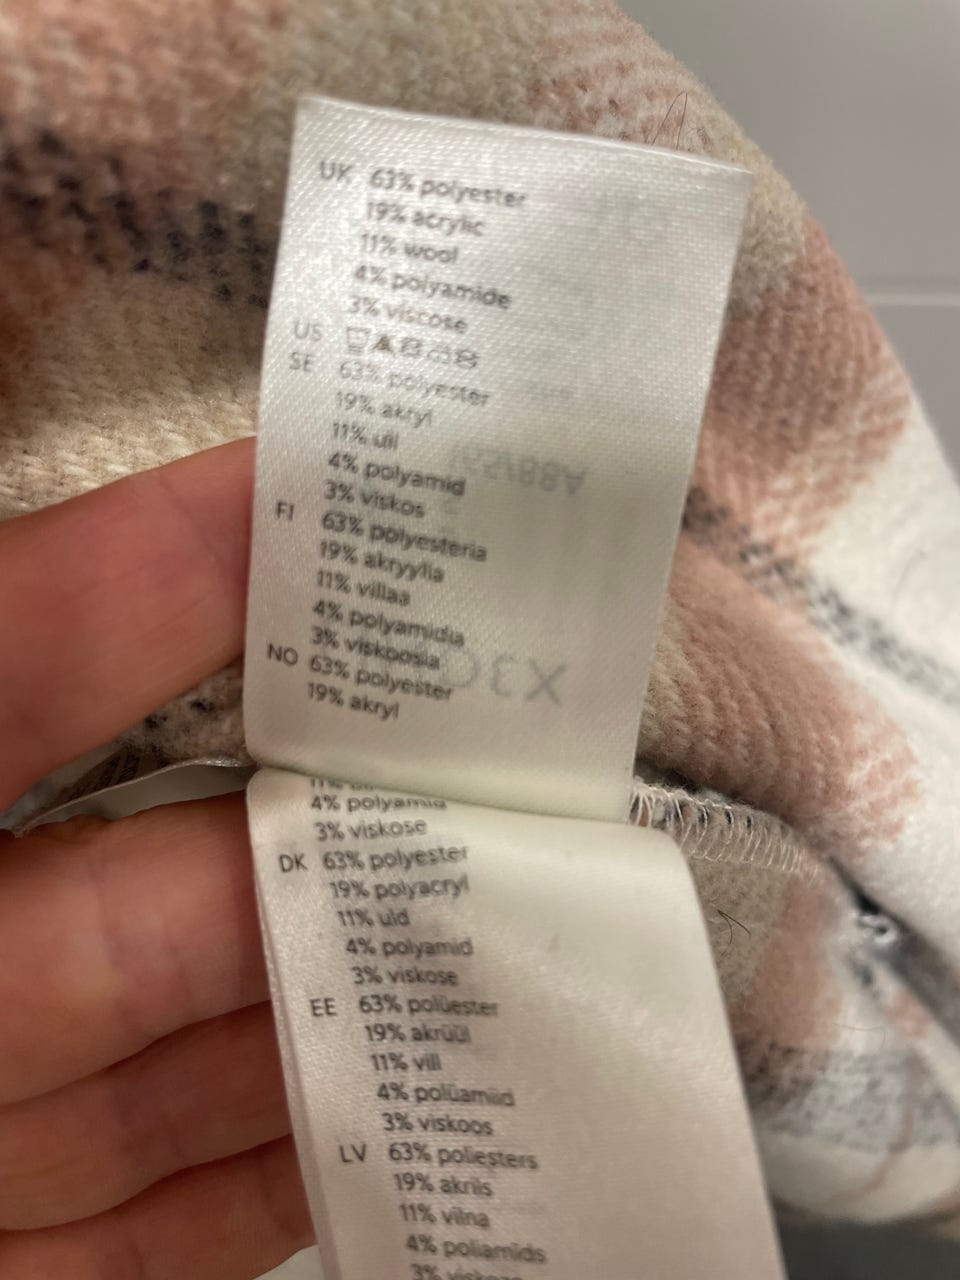 UK 63% polyester
19% acrylic
11% wool
4% polyamide
3% viscose
US
SE 63% polyester
19% akryl
11% ull
4% polyamid
3% viskos
FI 63% polyesteria
19% akryylia
11% villaa
4% polyamidia
3% viskoosia
NO 63% polyester
19% akryl
11% ull
4% polyamid
3% viskose
DK 63% polyester
19% polyacryl
11% uld
4% polyamid
3% viskose
EE 63% polüester
19% akrüül
11% vill
4% polüamiid
3% viskoos
LV 63% poliesters
19% akrils
11% vilna
4% poliamīds
3%